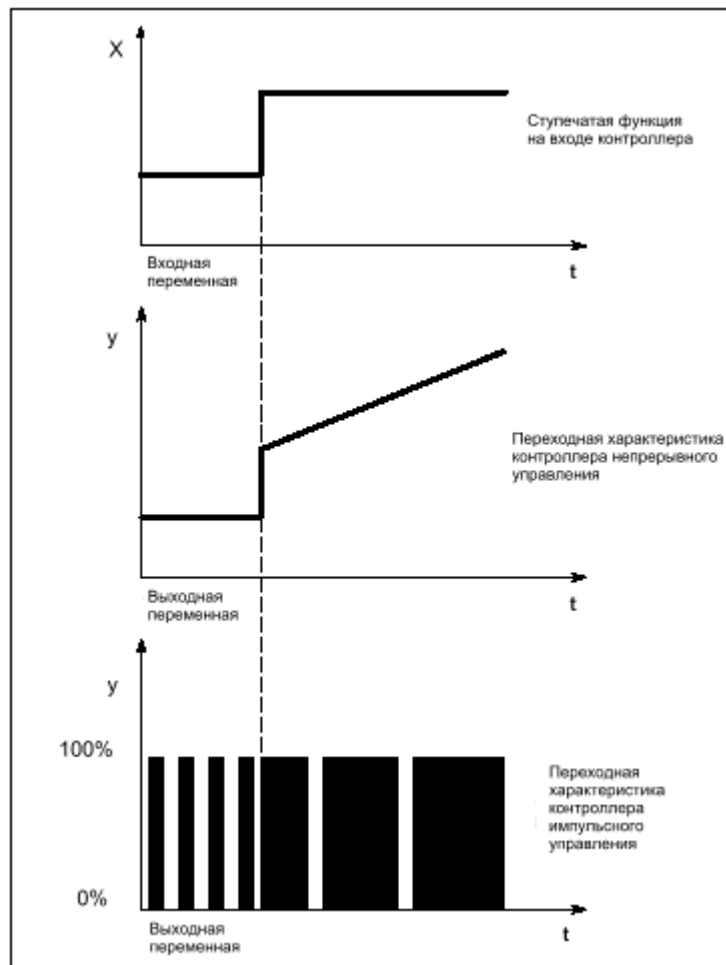 X
Ступечатая функция
на входе контроллера
Входная
переменная
t
y
Переходная характеристика
контроллера непрерывного
управления
Выходная
переменная
t
y
100%
Переходная
характеристика
контроллера
импульсного
управления
0%
Выходная
переменная
t